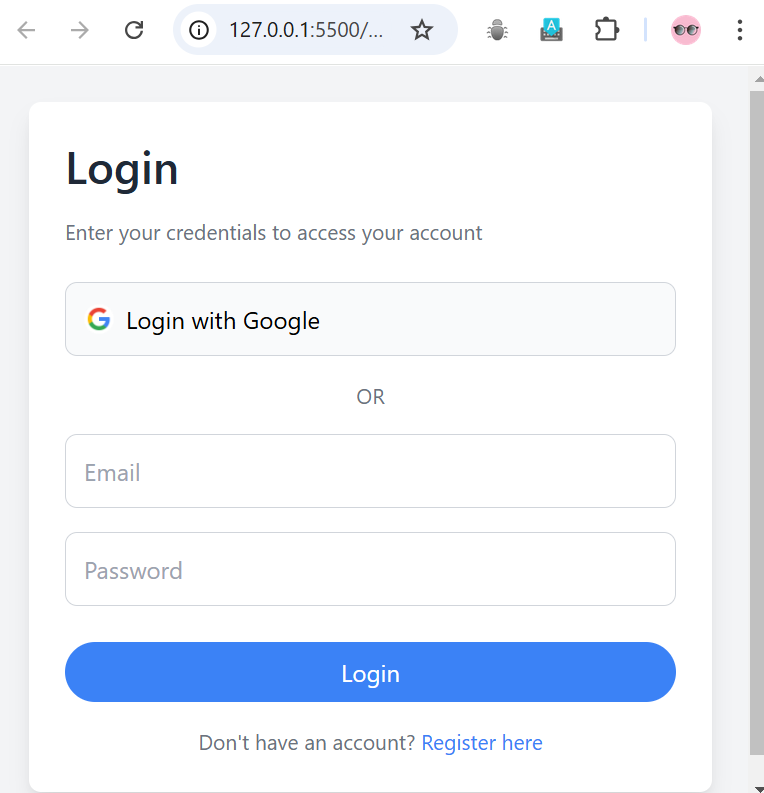 127.0.0.1:5500/...
Login
Enter your credentials to access your account
Login with Google
OR
Email
Password
Login
Don't have an account? Register here